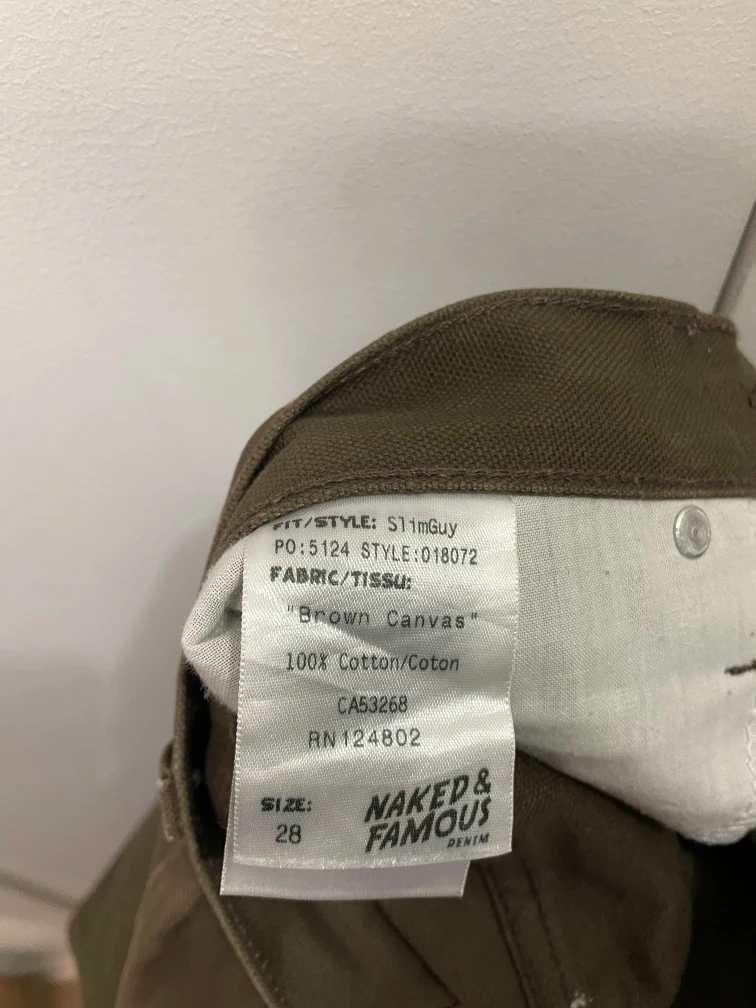 FIT/STYLE: SlimGuy
PO:5124 STYLE:018072
FABRIC/TISSU:
"Brown Canvas"
100% Cotton/Coton
CA53268
RN124802
SIZE:
28
NAKED &
FAMOUS
DENIM